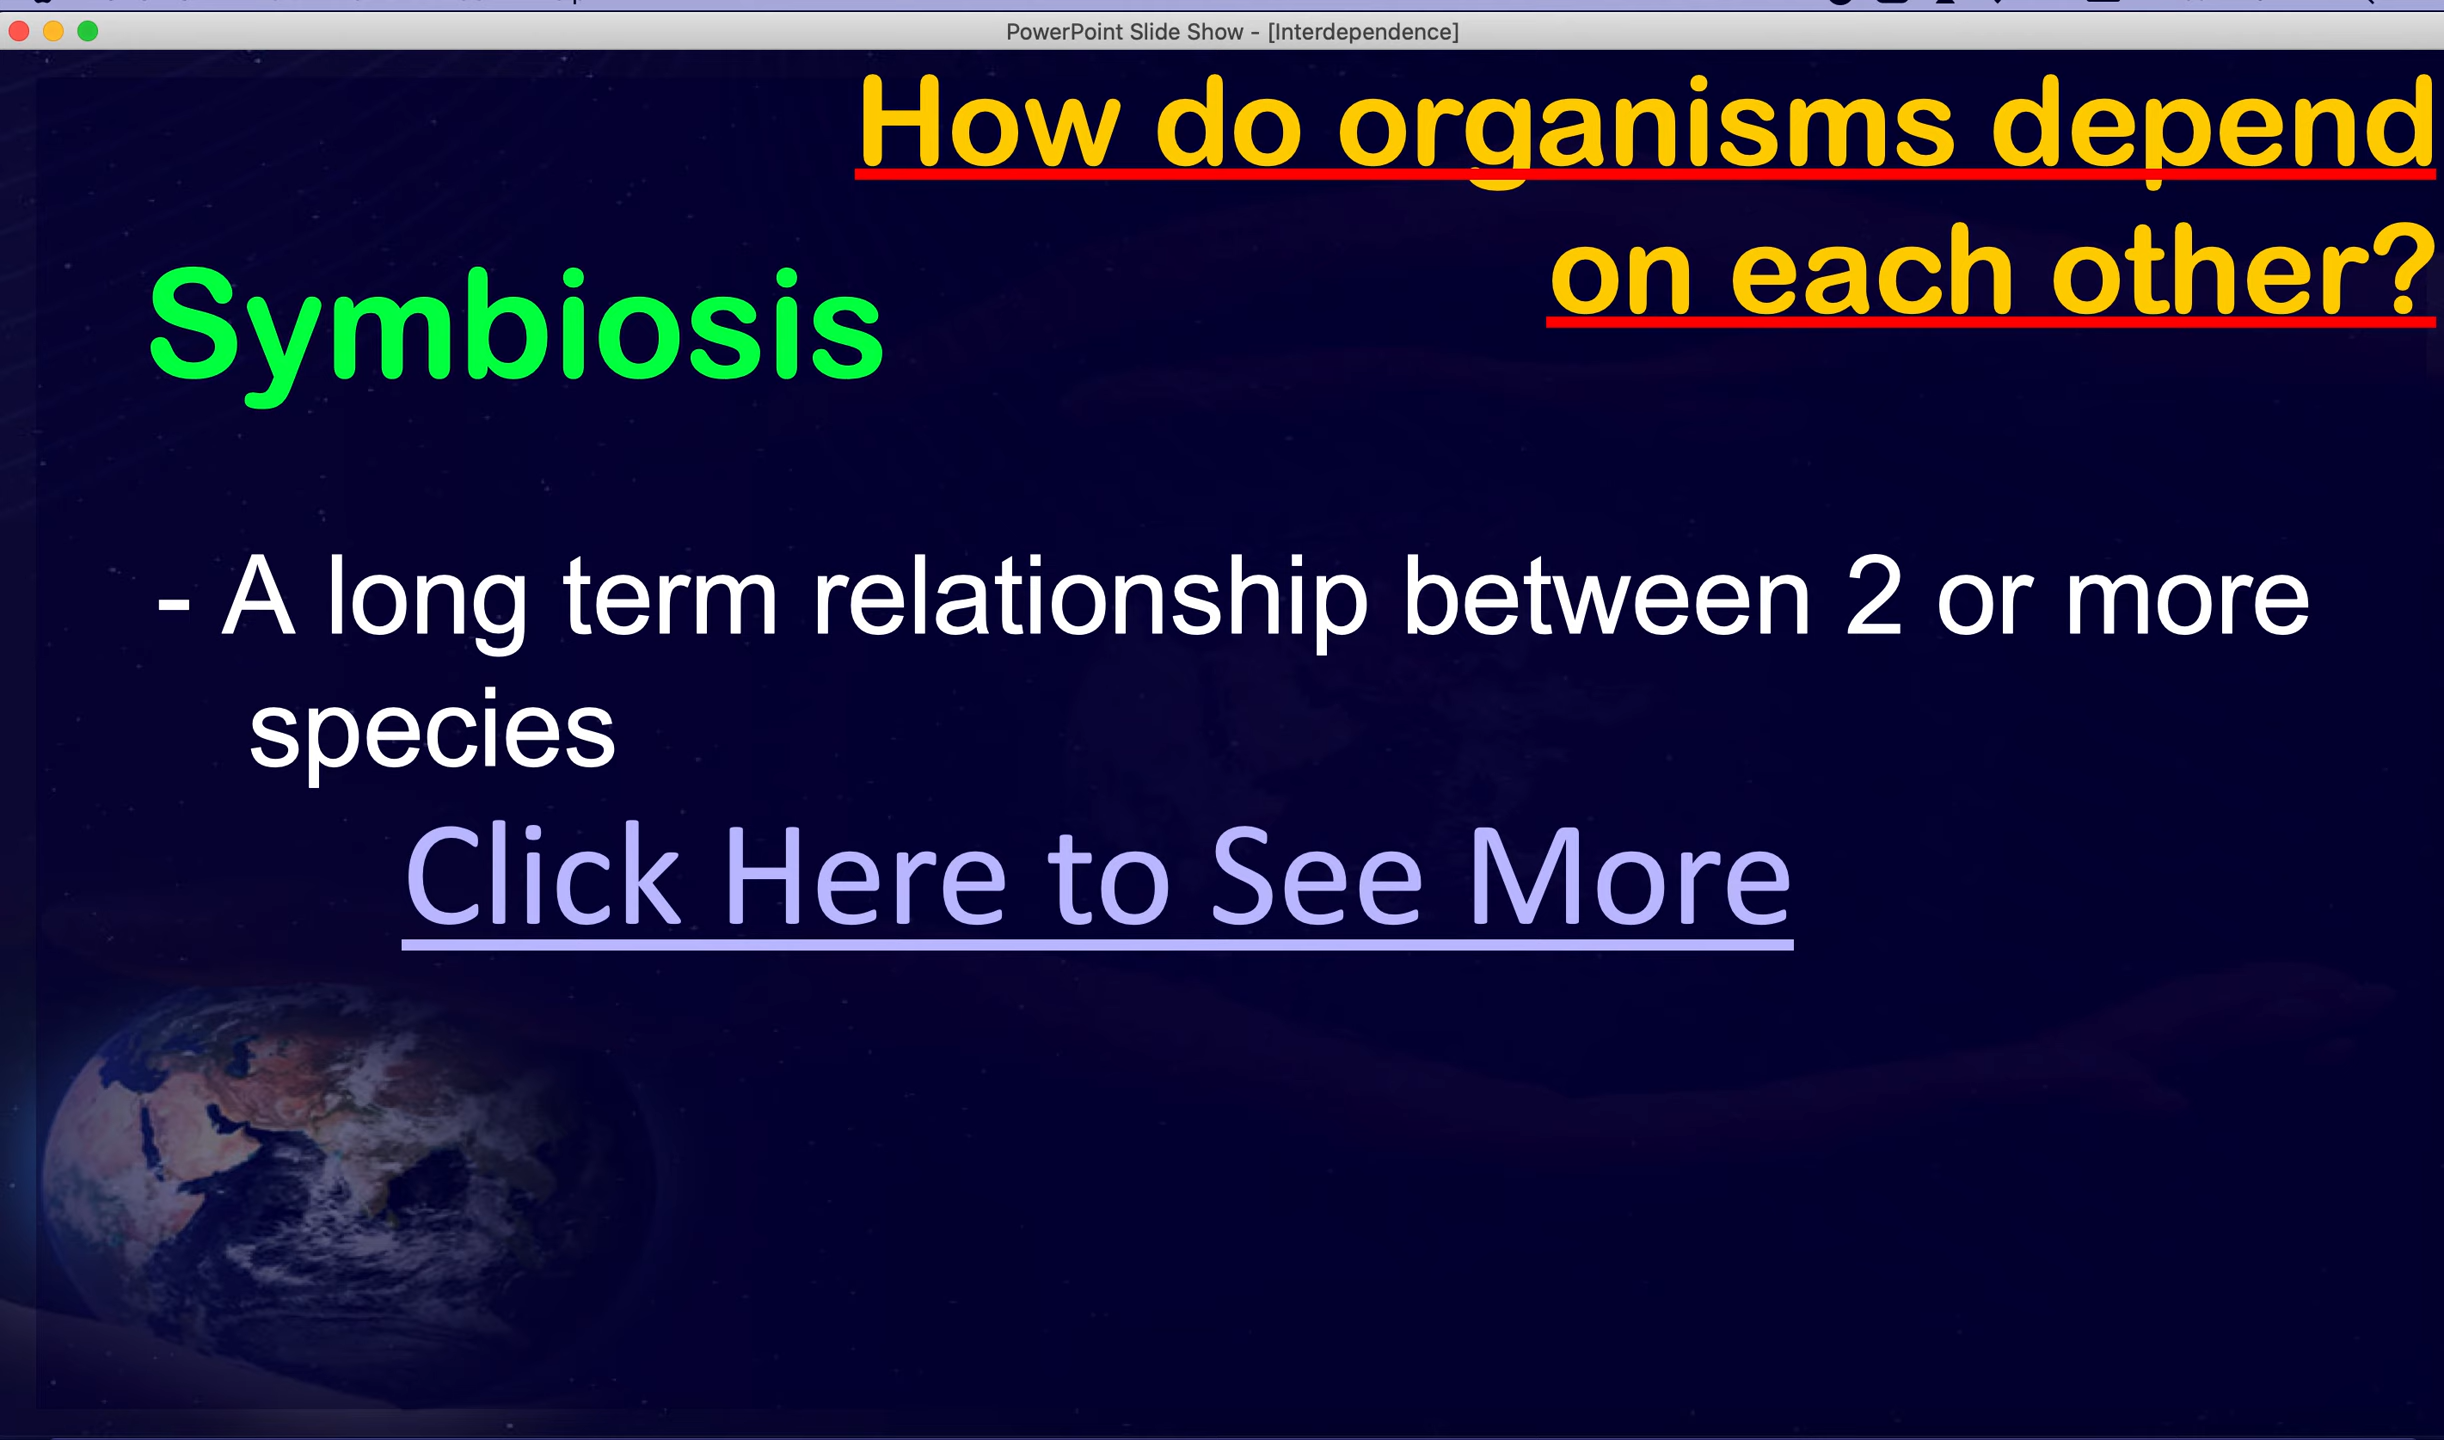 PowerPoint Slide Show - [Interdependence]
How do organisms depend
on each other?
Symbiosis
- A long term relationship between 2 or more
species
Click Here to See More